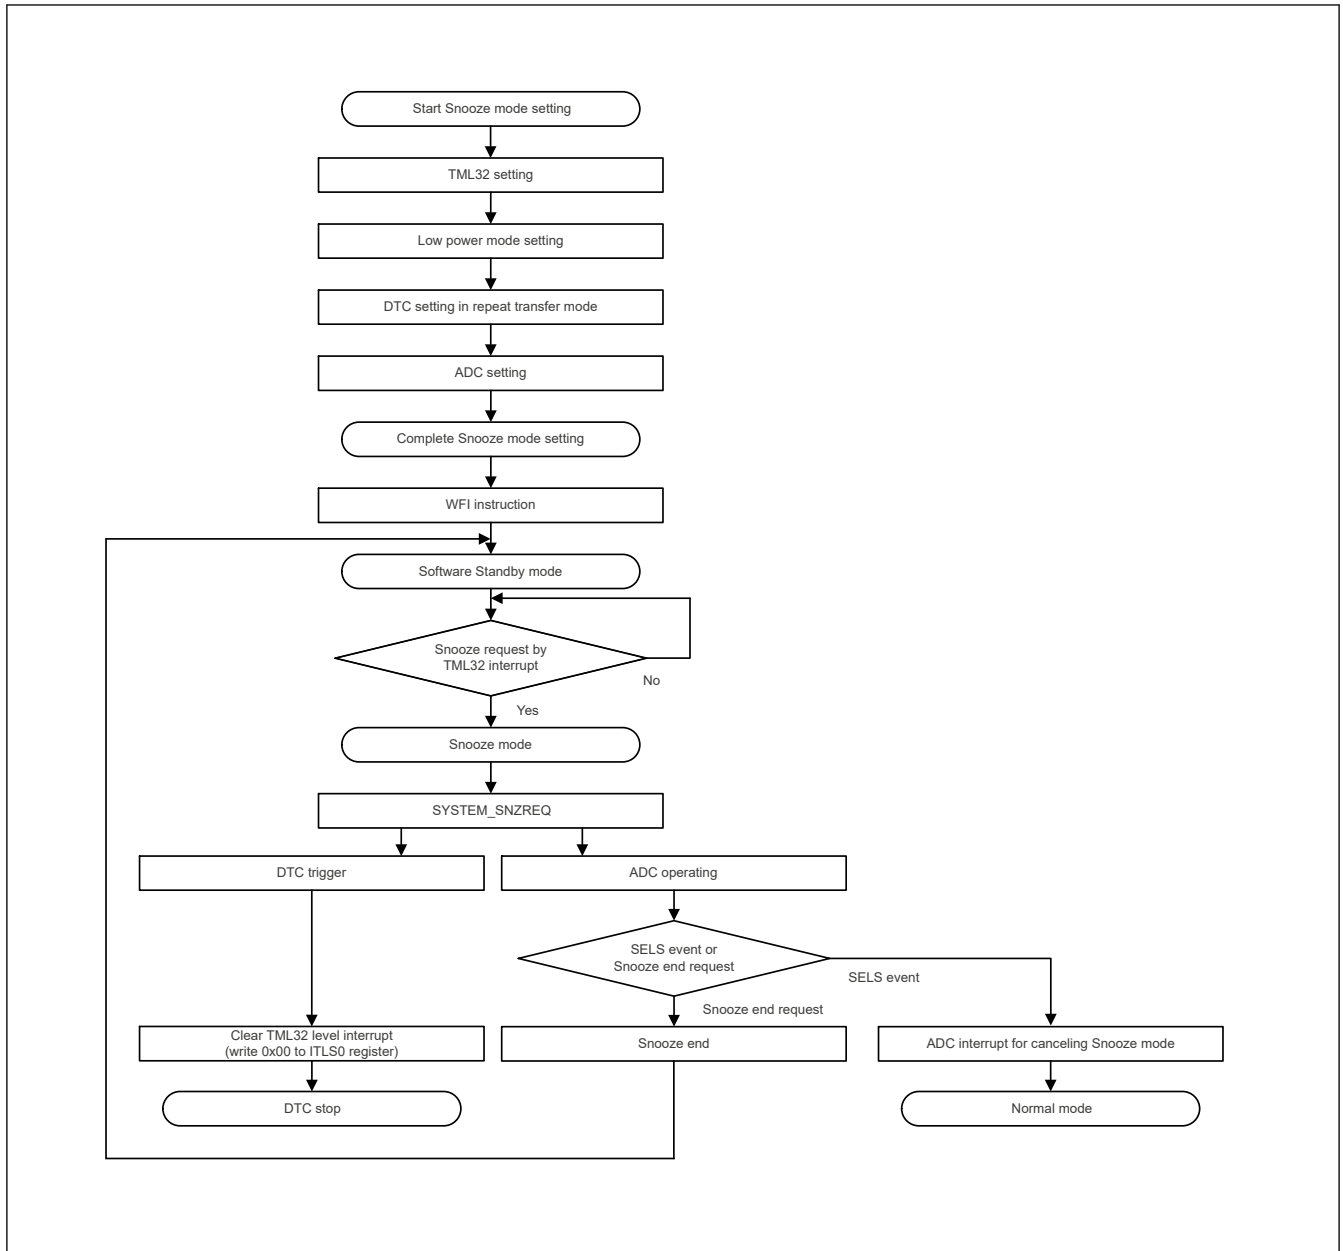 Start Snooze mode setting
TML32 setting
Low power mode setting
DTC setting in repeat transfer mode
ADC setting
Complete Snooze mode setting
WFI instruction
Software Standby mode
Snooze request by
TML32 interrupt
No
Yes
Snooze mode
SYSTEM_SNZREQ
DTC trigger
ADC operating
SELS event or
Snooze end request
SELS event
Snooze end request
Clear TML32 level interrupt
(write 0x00 to ITLS0 register)
Snooze end
ADC interrupt for canceling Snooze mode
DTC stop
Normal mode